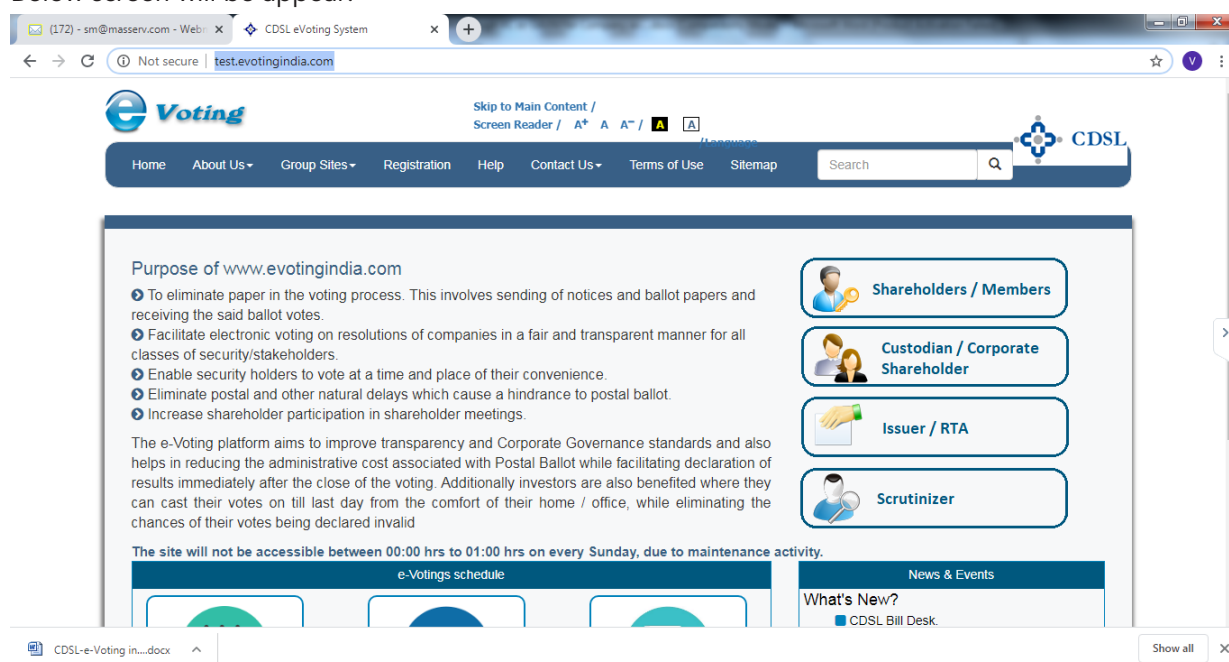 Below screen will be appear.
(172) - sm@masserv.com - Webr
CDSL eVoting System
Not secure | test.evotingindia.com
V
e Voting
Skip to Main Content /
Screen Reader / A+ A A- / A A
/Language
CDSL
Home About Us Group Sites Registration Help Contact Us Terms of Use Sitemap Search
Purpose of www.evotingindia.com
To eliminate paper in the voting process. This involves sending of notices and ballot papers and
receiving the said ballot votes.
Facilitate electronic voting on resolutions of companies in a fair and transparent manner for all
classes of security/stakeholders.
Enable security holders to vote at a time and place of their convenience.
Eliminate postal and other natural delays which cause a hindrance to postal ballot.
Increase shareholder participation in shareholder meetings.
The e-Voting platform aims to improve transparency and Corporate Governance standards and also
helps in reducing the administrative cost associated with Postal Ballot while facilitating declaration of
results immediately after the close of the voting. Additionally investors are also benefited where they
can cast their votes on till last day from the comfort of their home / office, while eliminating the
chances of their votes being declared invalid
Shareholders / Members
Custodian / Corporate
Shareholder
Issuer / RTA
Scrutinizer
The site will not be accessible between 00:00 hrs to 01:00 hrs on every Sunday, due to maintenance activity.
e-Votings schedule
News & Events
What's New?
CDSL Bill Desk.
CDSL-e-Voting in....docx
Show all